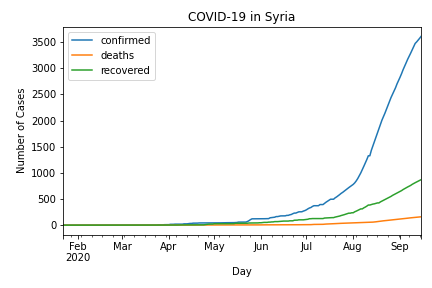 COVID-19 in Syria
confirmed
deaths
recovered
Number of Cases
3500
3000
2500
2000
1500
1000
500
0
Feb Mar Apr May Jun Jul Aug Sep
2020
Day